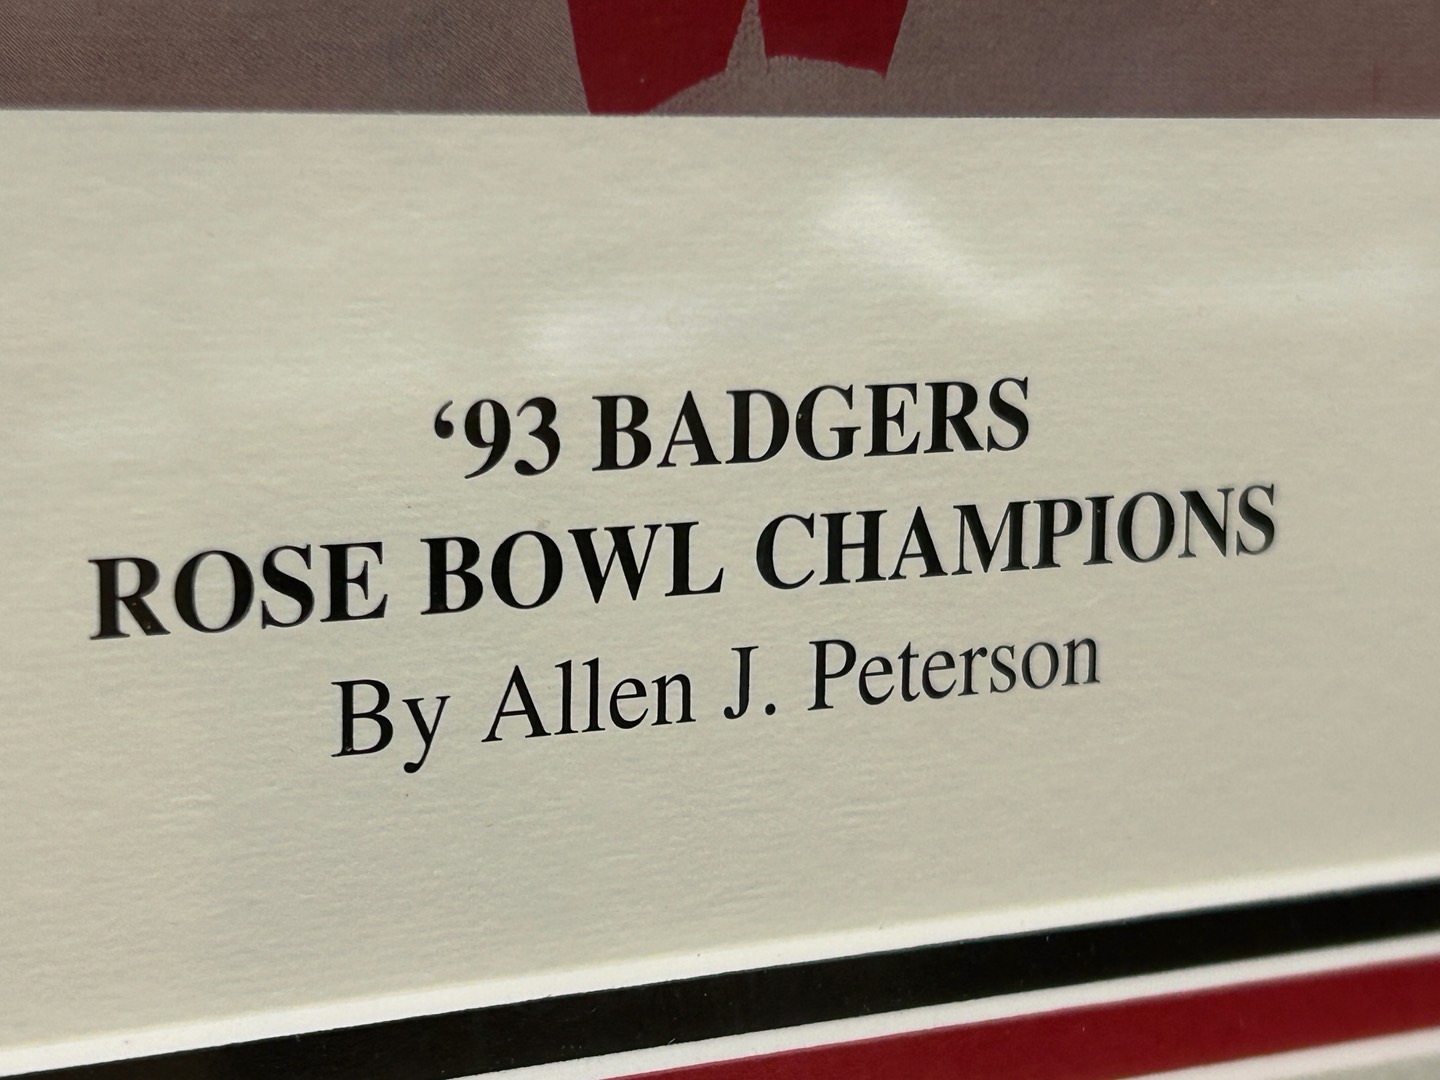 ‘93 BADGERS
ROSE BOWL CHAMPIONS
By Allen J. Peterson